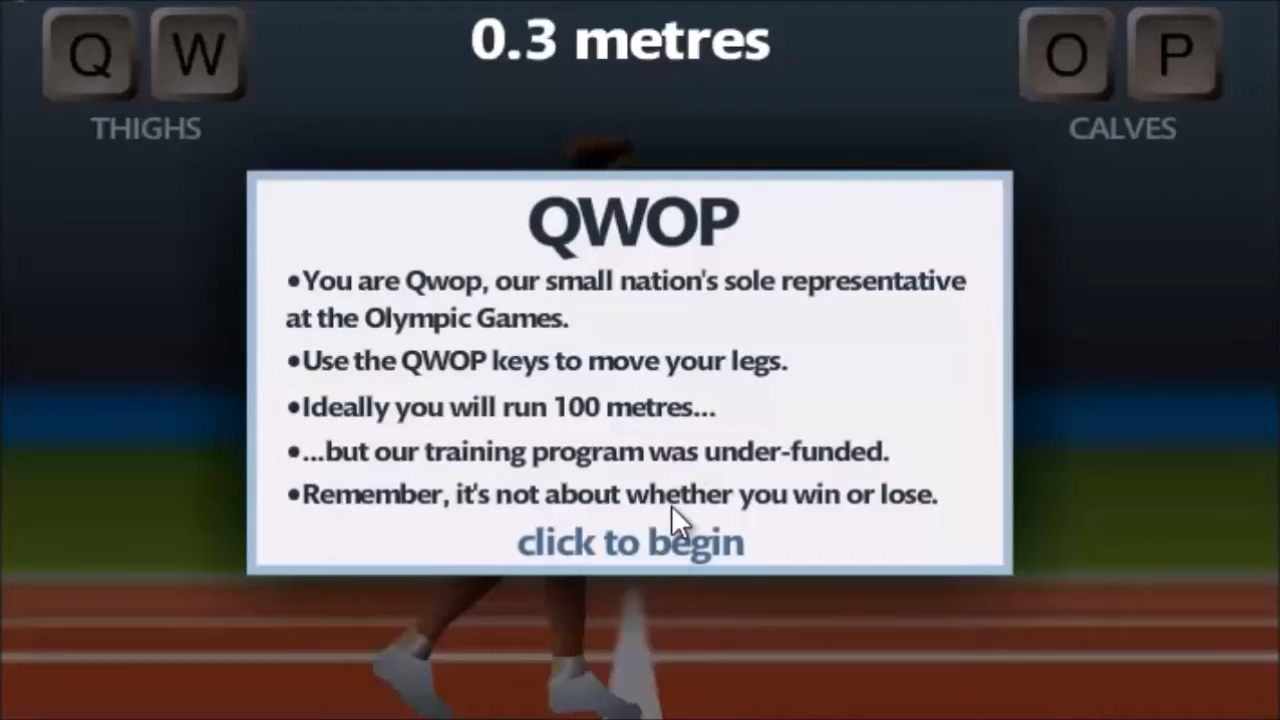 Q W
0.3 metres
O P
THIGHS
CALVES
QWOP
•You are Qwop, our small nation's sole representative
at the Olympic Games.
•Use the QWOP keys to move your legs.
•Ideally you will run 100 metres...
•...but our training program was under-funded.
•Remember, it's not about whether you win or lose.
click to begin